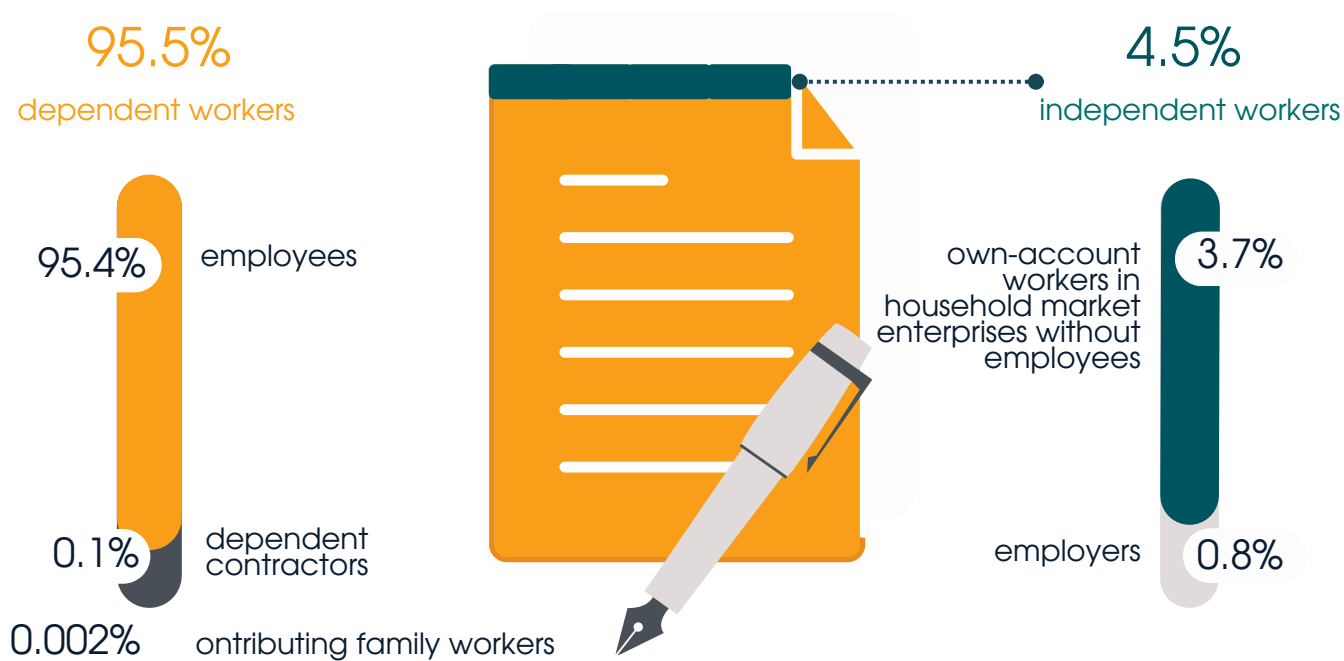 95.5%
dependent workers
95.4%
employees
0.1%
dependent
contractors
0.002%
ontributing family workers
4.5%
independent workers
own-account
workers in
household market
enterprises without
employees
3.7%
employers
0.8%